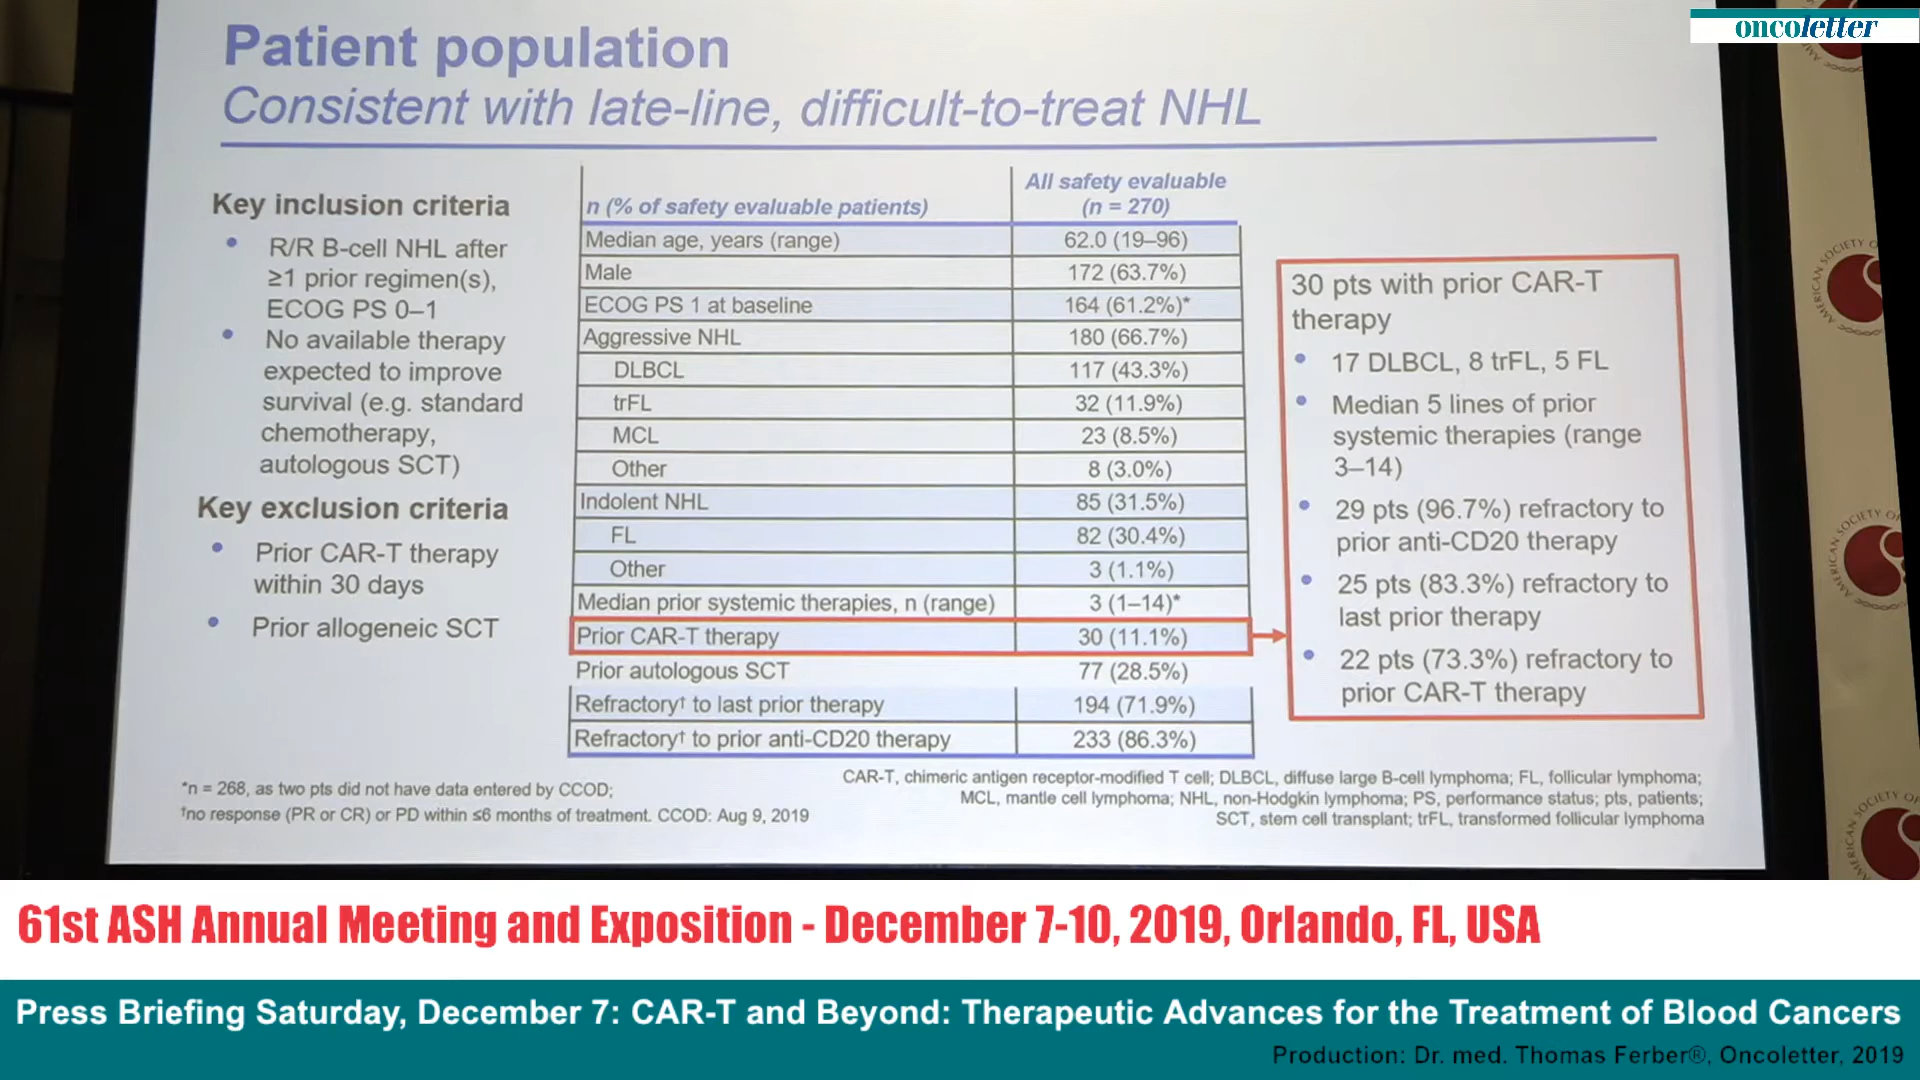 oncoletter
Patient population
Consistent with late-line, difficult-to-treat NHL
Key inclusion criteria
• R/R B-cell NHL after
≥1 prior regimen(s),
ECOG PS 0–1
• No available therapy
expected to improve
survival (e.g. standard
chemotherapy,
autologous SCT)
Key exclusion criteria
• Prior CAR-T therapy
within 30 days
• Prior allogeneic SCT
n (% of safety evaluable patients) All safety evaluable
(n = 270)
Median age, years (range) 62.0 (19–96)
Male 172 (63.7%)
ECOG PS 1 at baseline 164 (61.2%)*
Aggressive NHL 180 (66.7%)
DLBCL 117 (43.3%)
trFL 32 (11.9%)
MCL 23 (8.5%)
Other 8 (3.0%)
Indolent NHL 85 (31.5%)
FL 82 (30.4%)
Other 3 (1.1%)
Median prior systemic therapies, n (range) 3 (1–14)*
Prior CAR-T therapy 30 (11.1%)
Prior autologous SCT 77 (28.5%)
Refractory† to last prior therapy 194 (71.9%)
Refractory† to prior anti-CD20 therapy 233 (86.3%)
30 pts with prior CAR-T
therapy
• 17 DLBCL, 8 trFL, 5 FL
• Median 5 lines of prior
systemic therapies (range
3–14)
• 29 pts (96.7%) refractory to
prior anti-CD20 therapy
• 25 pts (83.3%) refractory to
last prior therapy
• 22 pts (73.3%) refractory to
prior CAR-T therapy
*n = 268, as two pts did not have data entered by CCOD;
†no response (PR or CR) or PD within ≤6 months of treatment. CCOD: Aug 9, 2019
CAR-T, chimeric antigen receptor-modified T cell; DLBCL, diffuse large B-cell lymphoma; FL, follicular lymphoma;
MCL, mantle cell lymphoma; NHL, non-Hodgkin lymphoma; PS, performance status; pts, patients;
SCT, stem cell transplant; trFL, transformed follicular lymphoma
AMERICAN SOCIETY O
AMERICAN SOCIETY OF
AMERICAN SOCIETY OF
61st ASH Annual Meeting and Exposition - December 7-10, 2019, Orlando, FL, USA
Press Briefing Saturday, December 7: CAR-T and Beyond: Therapeutic Advances for the Treatment of Blood Cancers
Production: Dr. med. Thomas Ferber®, Oncoletter, 2019